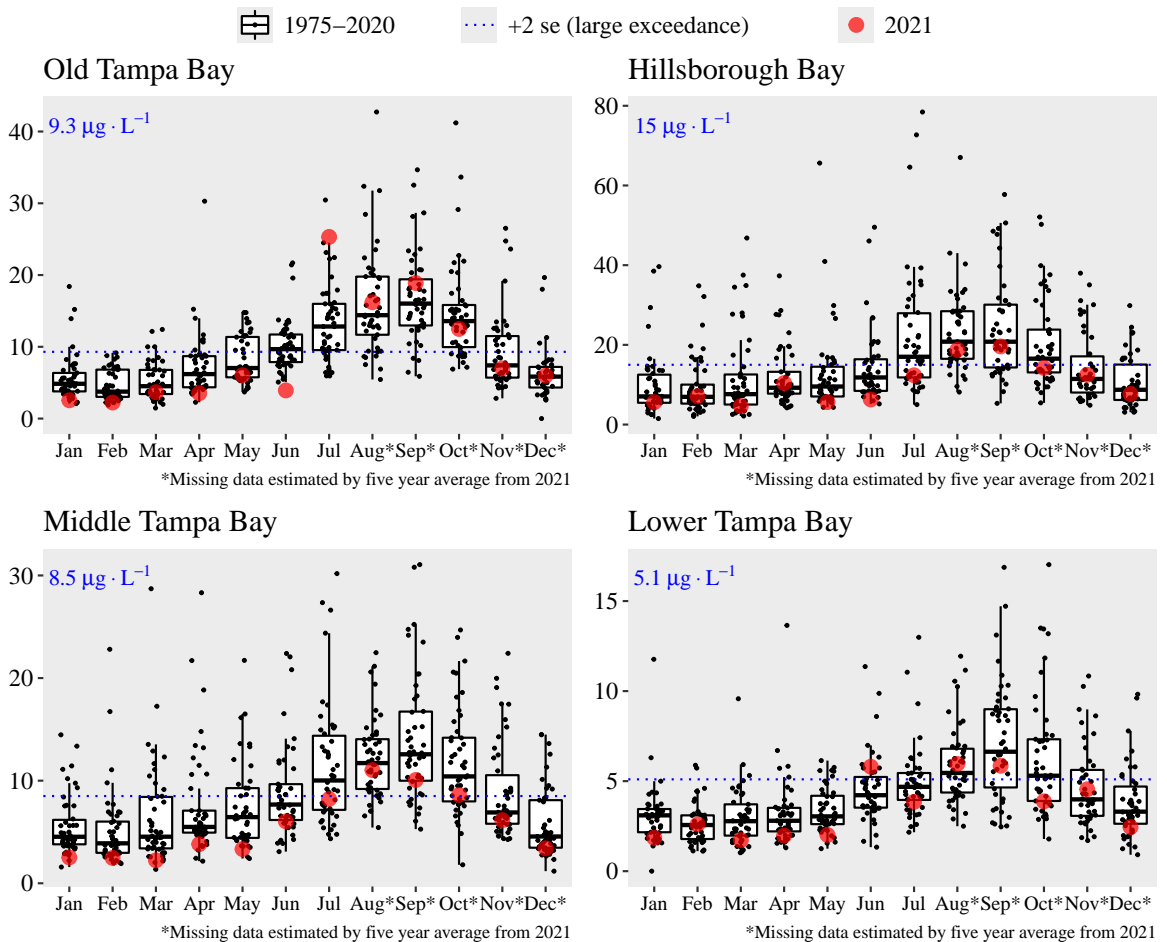 1975−2020 +2 se (large exceedance) 2021
Old Tampa Bay
9.3 μg · L⁻¹
40
30
20
10
0
Jan Feb Mar Apr May Jun Jul Aug* Sep* Oct* Nov* Dec*
*Missing data estimated by five year average from 2021
Hillsborough Bay
15 μg · L⁻¹
80
60
40
20
0
Jan Feb Mar Apr May Jun Jul Aug* Sep* Oct* Nov* Dec*
*Missing data estimated by five year average from 2021
Middle Tampa Bay
8.5 μg · L⁻¹
30
20
10
0
Jan Feb Mar Apr May Jun Jul Aug* Sep* Oct* Nov* Dec*
*Missing data estimated by five year average from 2021
Lower Tampa Bay
5.1 μg · L⁻¹
15
10
5
0
Jan Feb Mar Apr May Jun Jul Aug* Sep* Oct* Nov* Dec*
*Missing data estimated by five year average from 2021